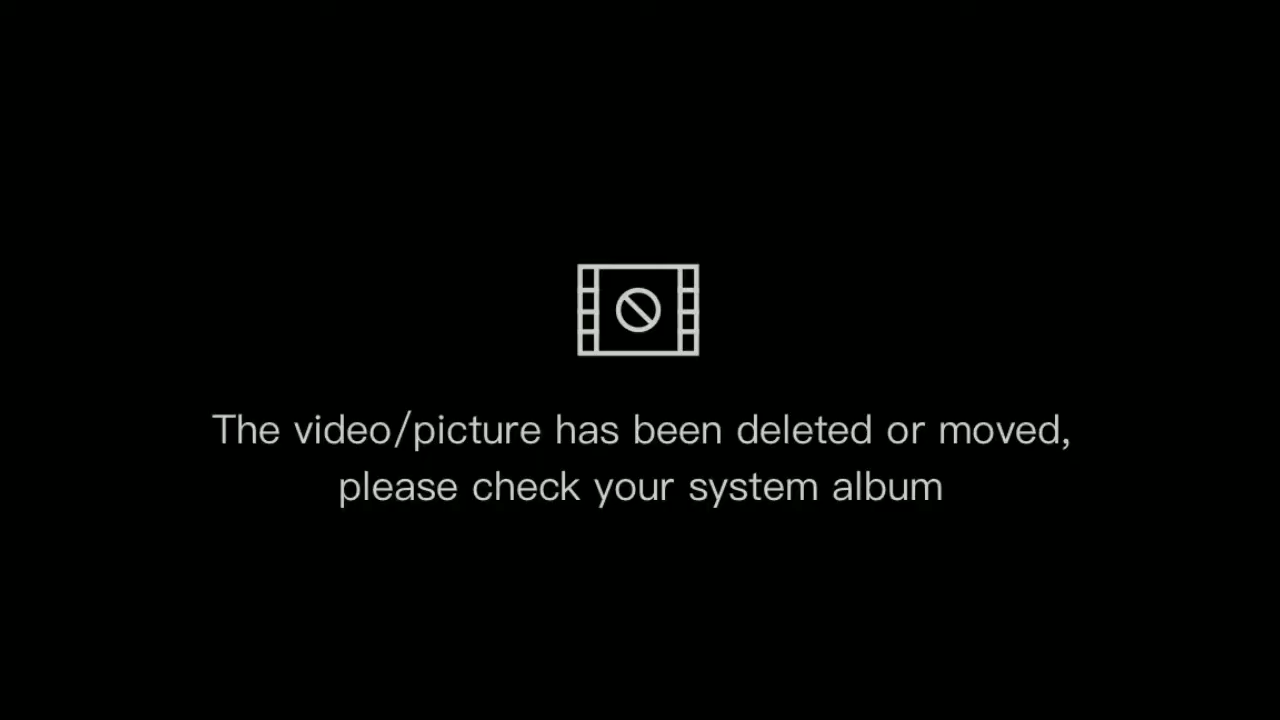 The video/picture has been deleted or moved,
please check your system album